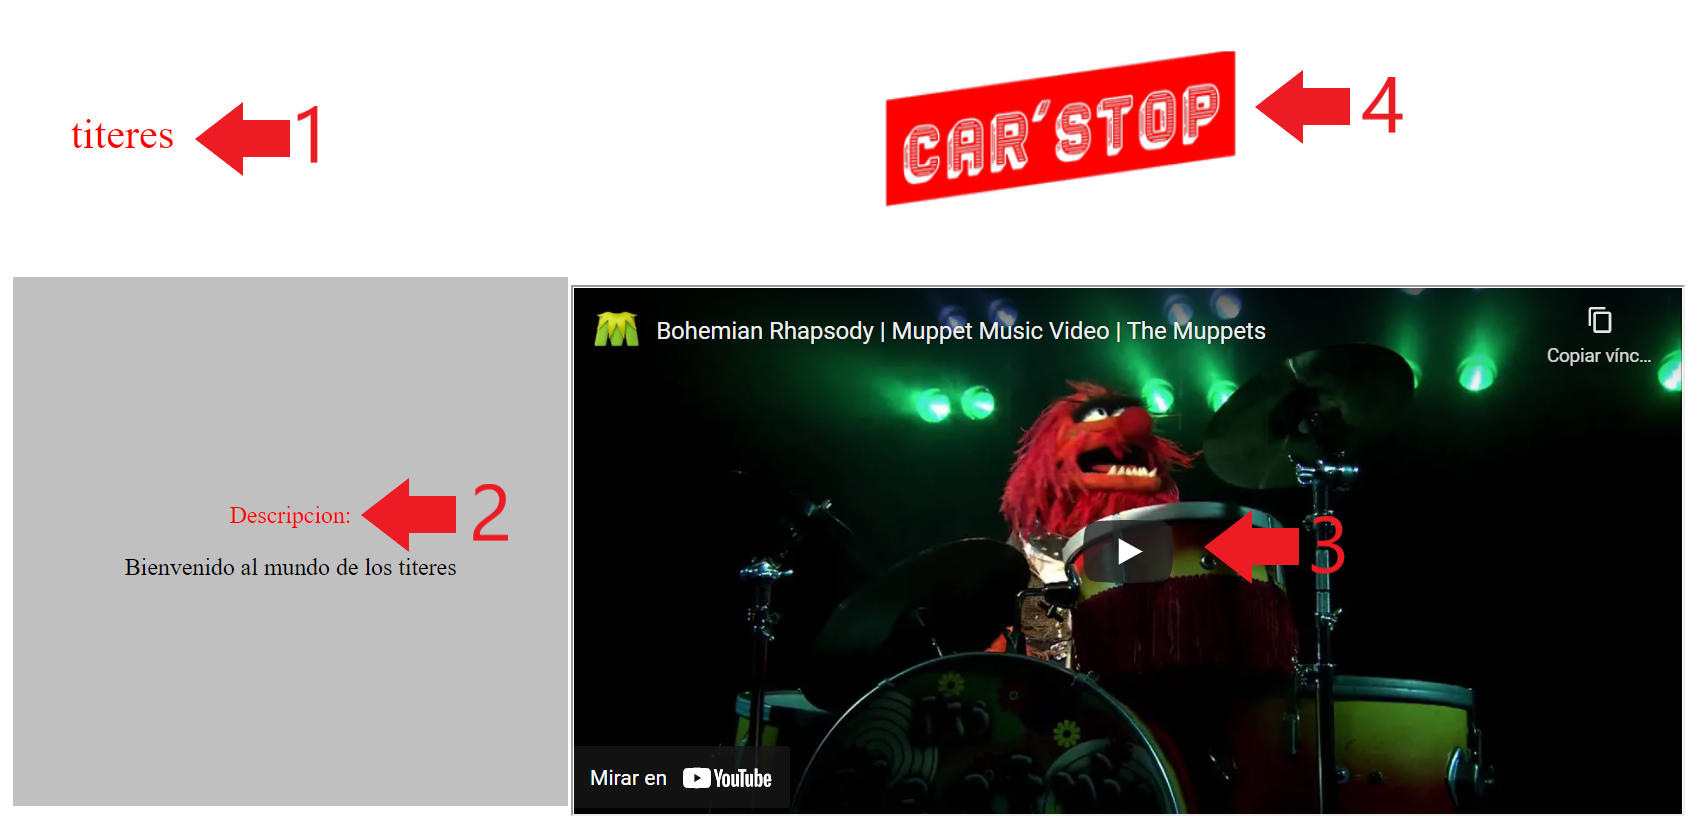 titeres
1
CAR'STOP
4
Descripcion:
2
Bienvenido al mundo de los titeres
Bohemian Rhapsody | Muppet Music Video | The Muppets
Copiar vínc...
3
Mirar en YouTube